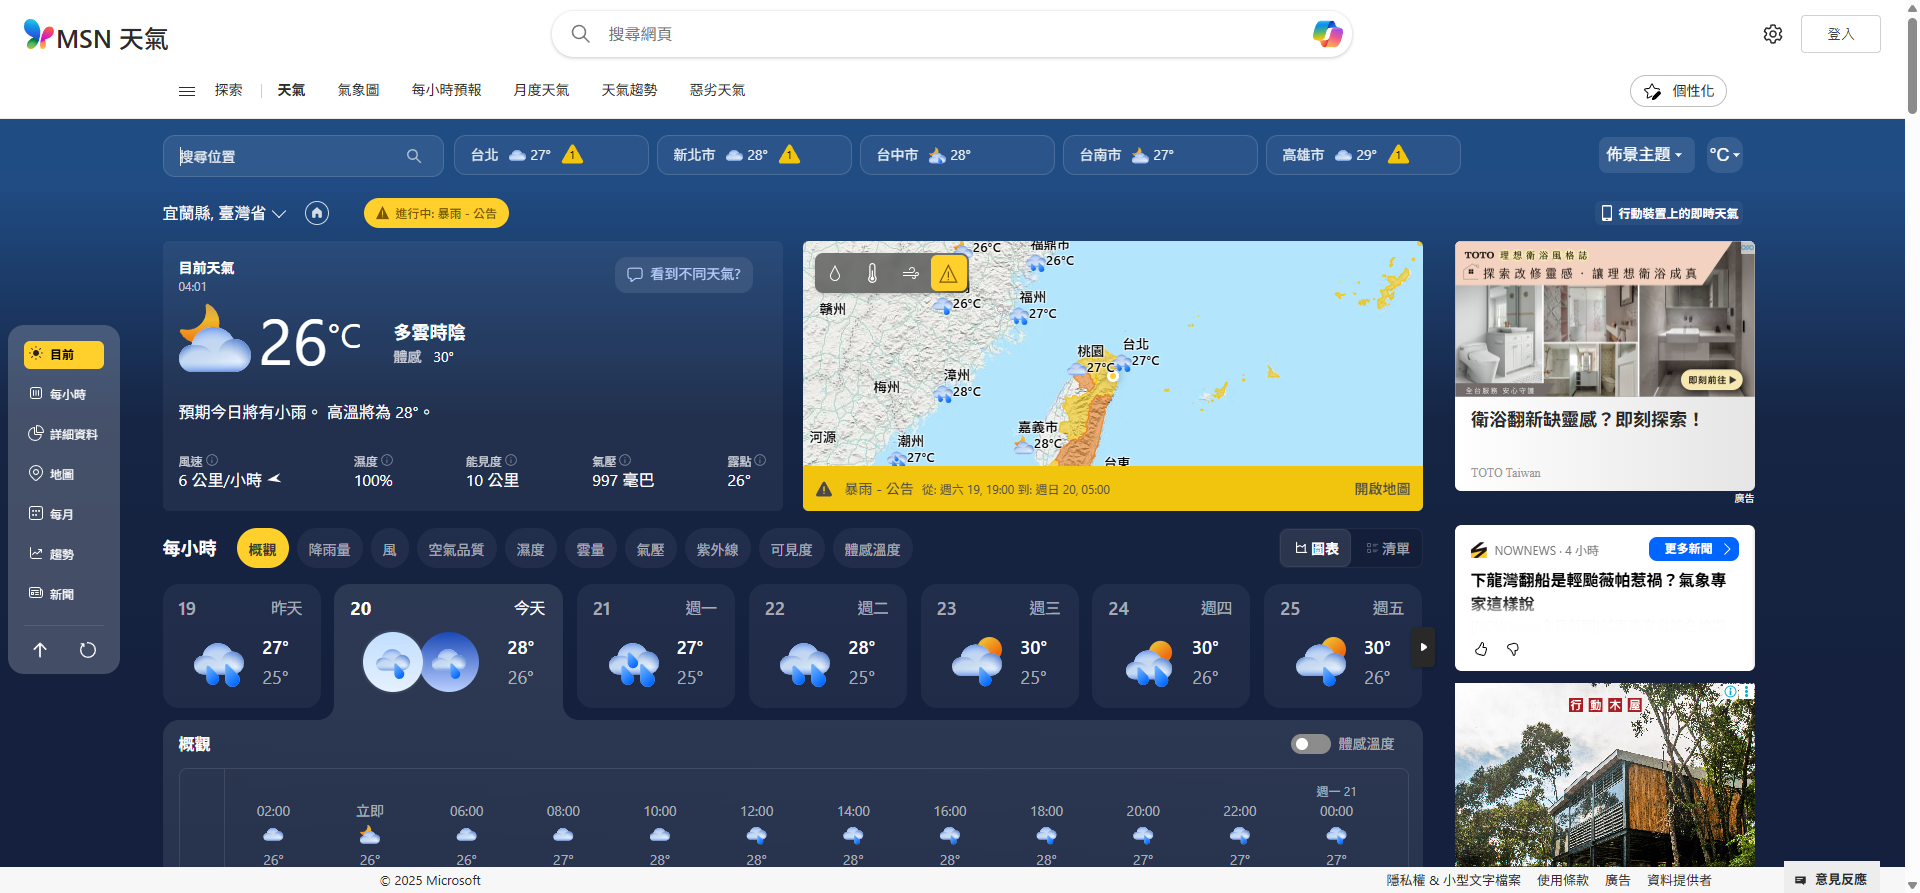 MSN 天氣
搜尋網頁
登入
探索
天氣
氣象圖
每小時預報
月度天氣
天氣趨勢
惡劣天氣
個性化
搜尋位置
台北 27° 1
新北市 28° 1
台中市 28°
台南市 27°
高雄市 29° 1
佈景主題
°C
宜蘭縣, 臺灣省
進行中: 暴雨 - 公告
行動裝置上的即時天氣
目前天氣
04:01
看到不同天氣?
26°C
多雲時陰
體感 30°
預期今日將有小雨。 高溫將為 28°。
風速
6 公里/小時
濕度
100%
能見度
10 公里
氣壓
997 毫巴
露點
26°
目前
每小時
詳細資料
地圖
每月
趨勢
新聞
26°C
福鼎市
26°C
贛州
26°C
福州
27°C
台北
27°C
桃園
27°C
漳州
28°C
梅州
嘉義市
28°C
河源
潮州
27°C
台東
暴雨 - 公告 從: 週六 19, 19:00 到: 週日 20, 05:00
開啟地圖
TOTO 理想衛浴風格誌
探索改修靈感 · 讓理想衛浴成真
全台服務 安心守護
即刻前往
衛浴翻新缺靈感？即刻探索！
TOTO Taiwan
廣告
每小時
概觀
降雨量
風
空氣品質
濕度
雲量
氣壓
紫外線
可見度
體感溫度
圖表
清單
19 昨天
27°
25°
20 今天
28°
26°
21 週一
27°
25°
22 週二
28°
25°
23 週三
30°
25°
24 週四
30°
26°
25 週五
30°
26°
NOWNEWS · 4 小時
更多新聞
下龍灣翻船是輕颱薇帕惹禍？氣象專
家這樣說
行動木屋
概觀
體感溫度
週一 21
02:00
立即
06:00
08:00
10:00
12:00
14:00
16:00
18:00
20:00
22:00
00:00
26°
26°
26°
27°
28°
28°
28°
28°
28°
27°
27°
27°
© 2025 Microsoft
隱私權 & 小型文字檔案
使用條款
廣告
資料提供者
意見反應